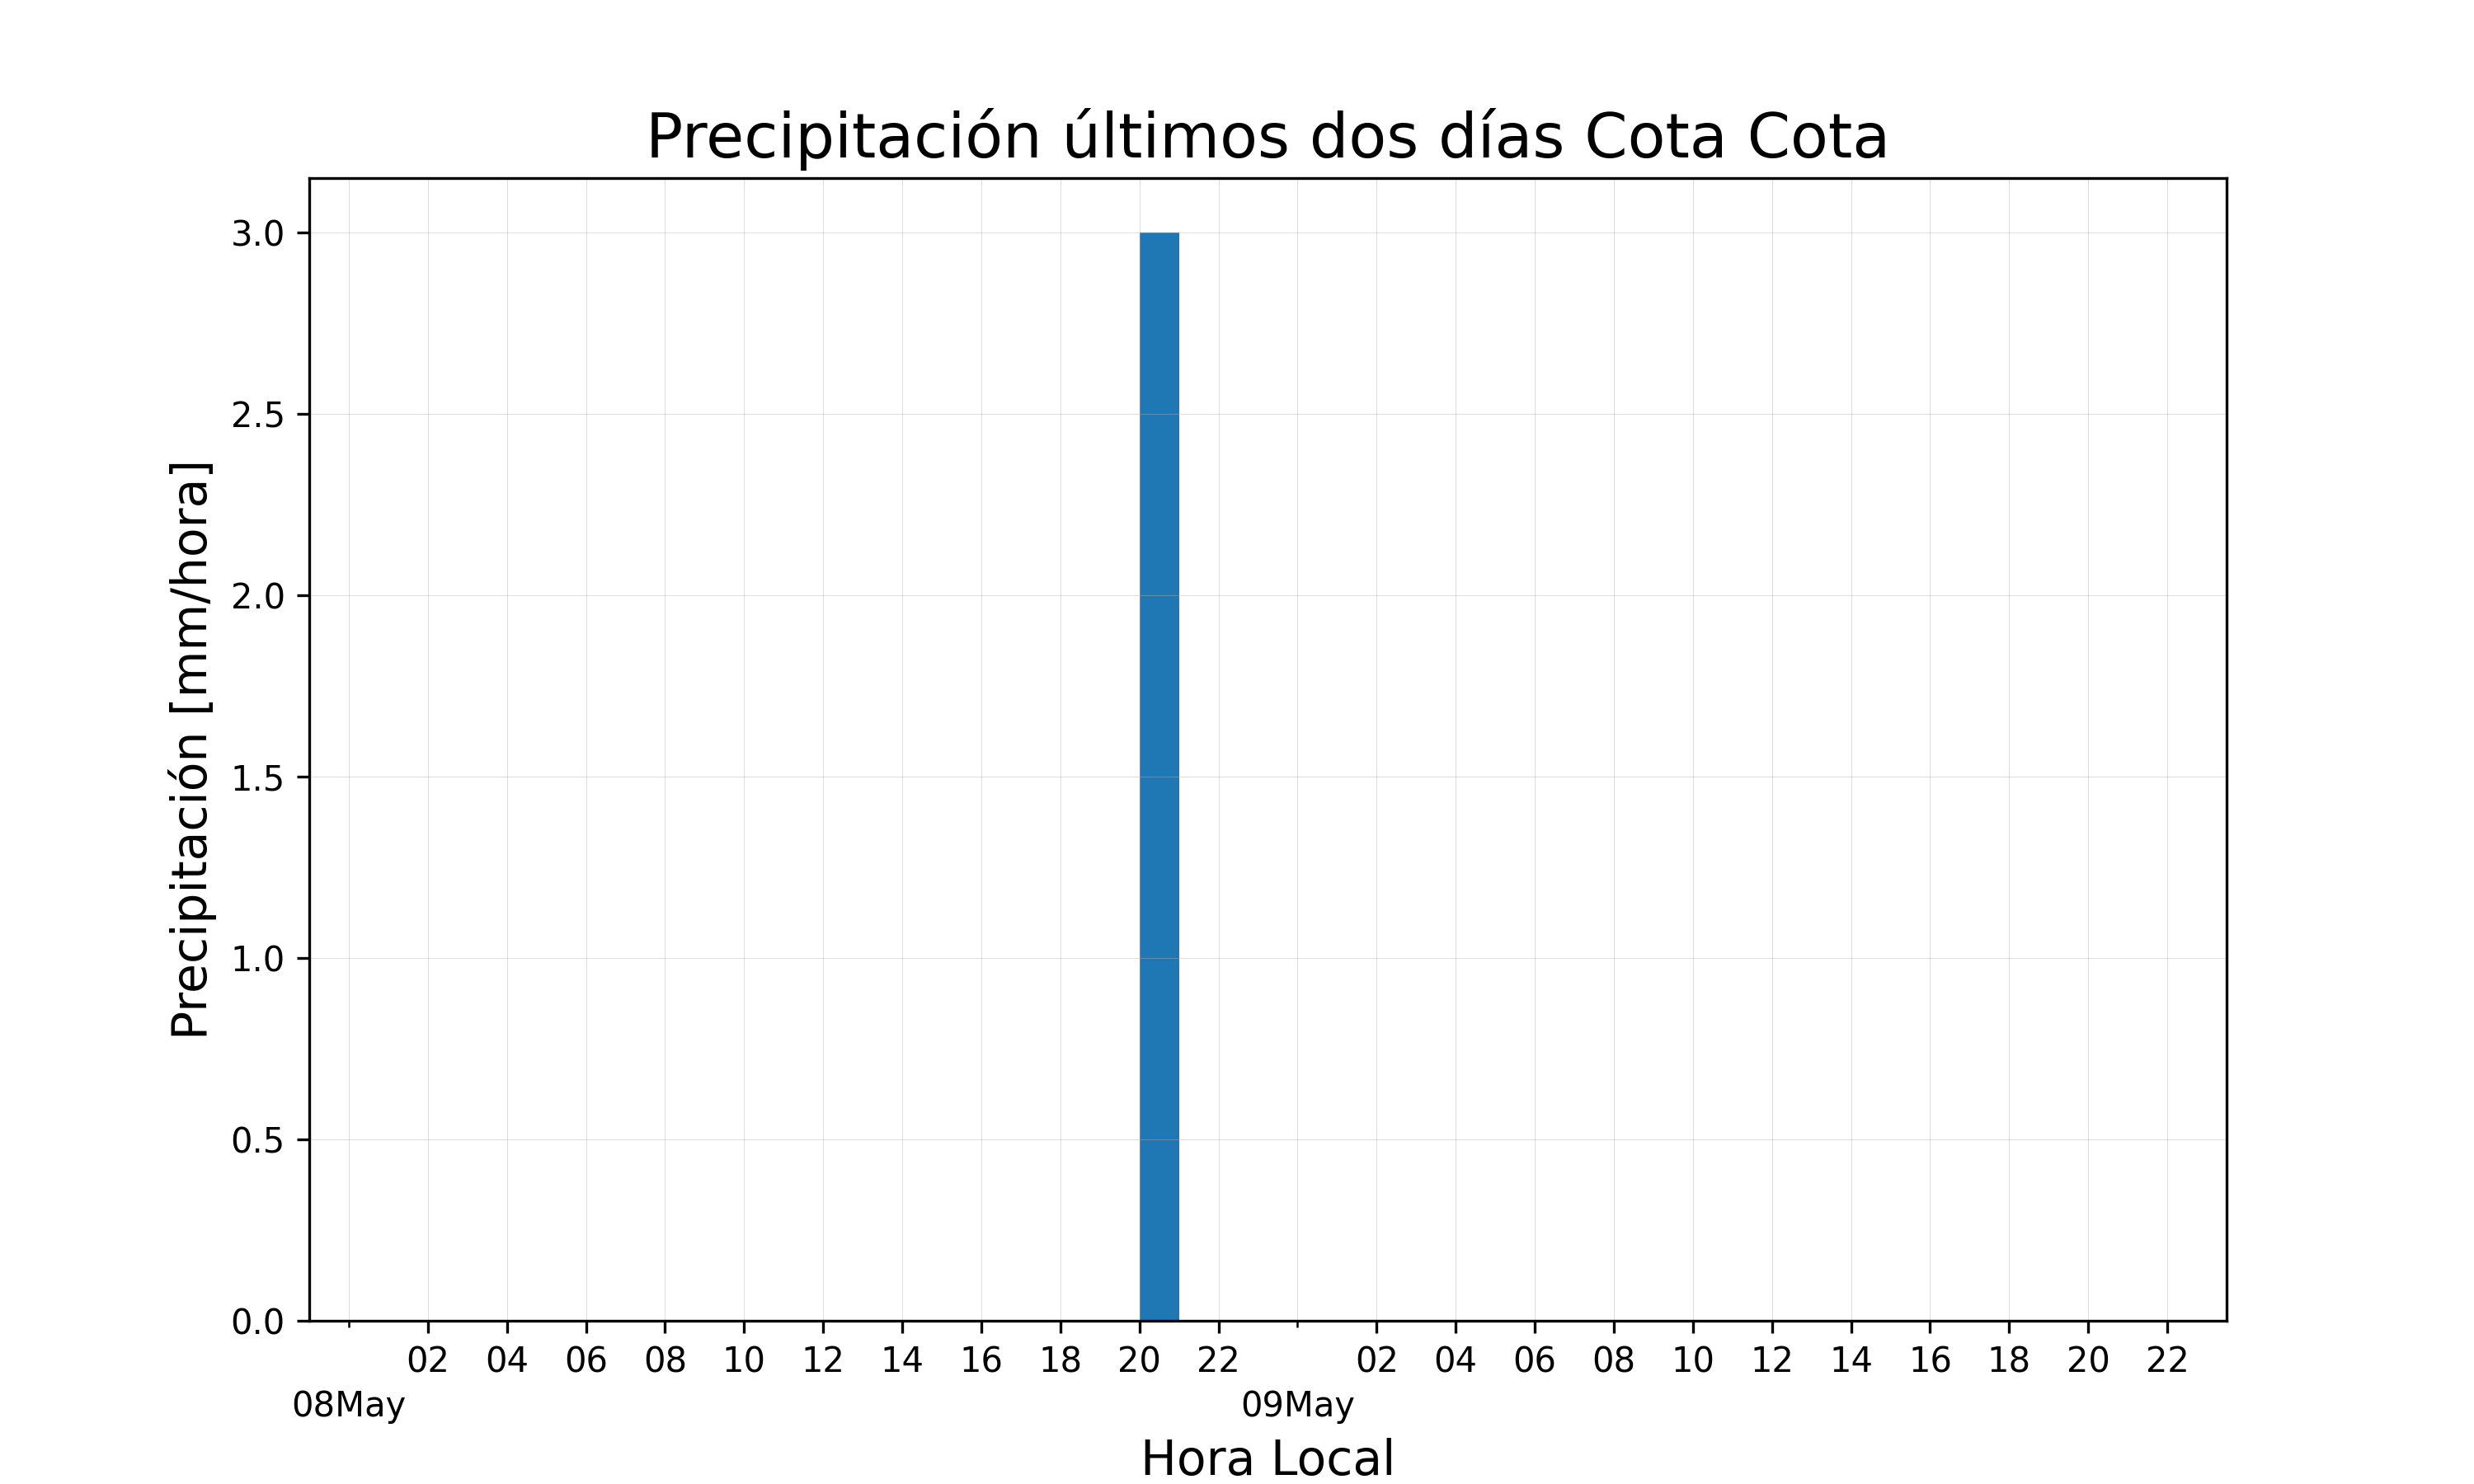 Precipitación últimos dos días Cota Cota
Precipitación [mm/hora]
3.0
2.5
2.0
1.5
1.0
0.5
0.0
02 04 06 08 10 12 14 16 18 20 22 02 04 06 08 10 12 14 16 18 20 22
08May 09May
Hora Local